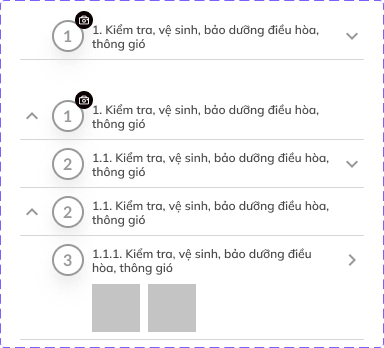 1
1. Kiểm tra, vệ sinh, bảo dưỡng điều hòa,
thông gió
1
1. Kiểm tra, vệ sinh, bảo dưỡng điều hòa,
thông gió
2
1.1. Kiểm tra, vệ sinh, bảo dưỡng điều hòa,
thông gió
2
1.1. Kiểm tra, vệ sinh, bảo dưỡng điều hòa,
thông gió
3
1.1.1. Kiểm tra, vệ sinh, bảo dưỡng điều
hòa, thông gió